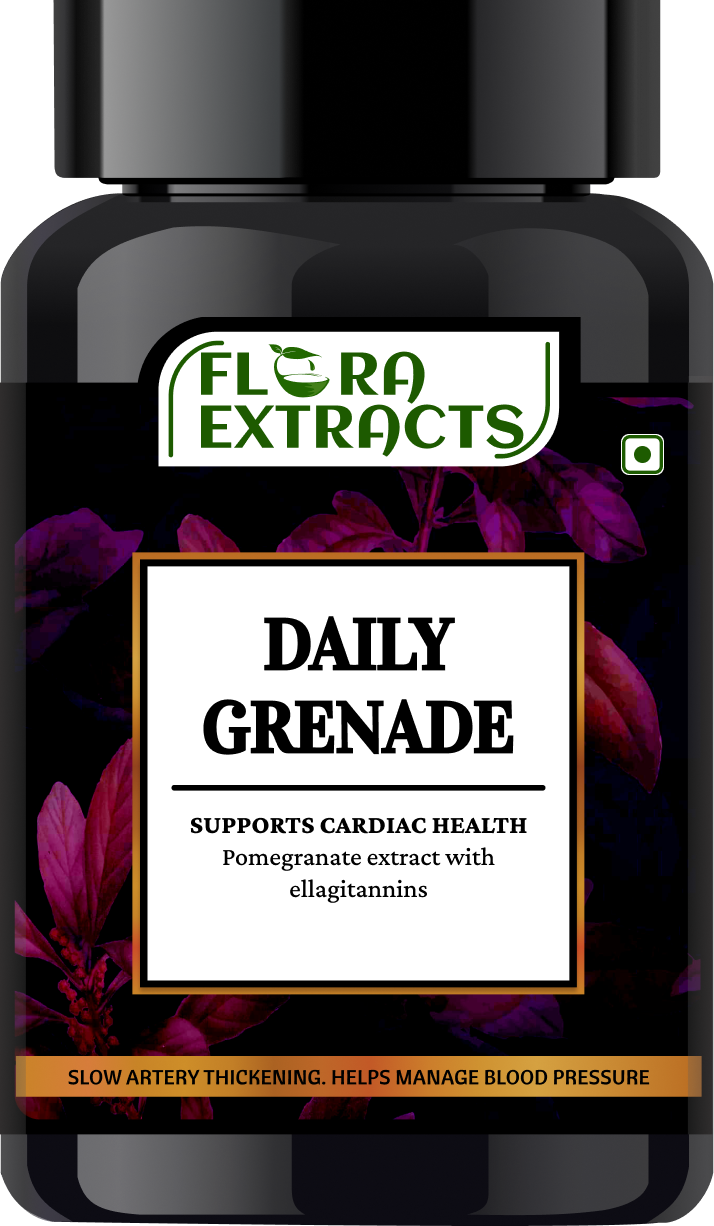 FLORA
EXTRACTS
DAILY
GRENADE
SUPPORTS CARDIAC HEALTH
Pomegranate extract with
ellagitannins
SLOW ARTERY THICKENING. HELPS MANAGE BLOOD PRESSURE